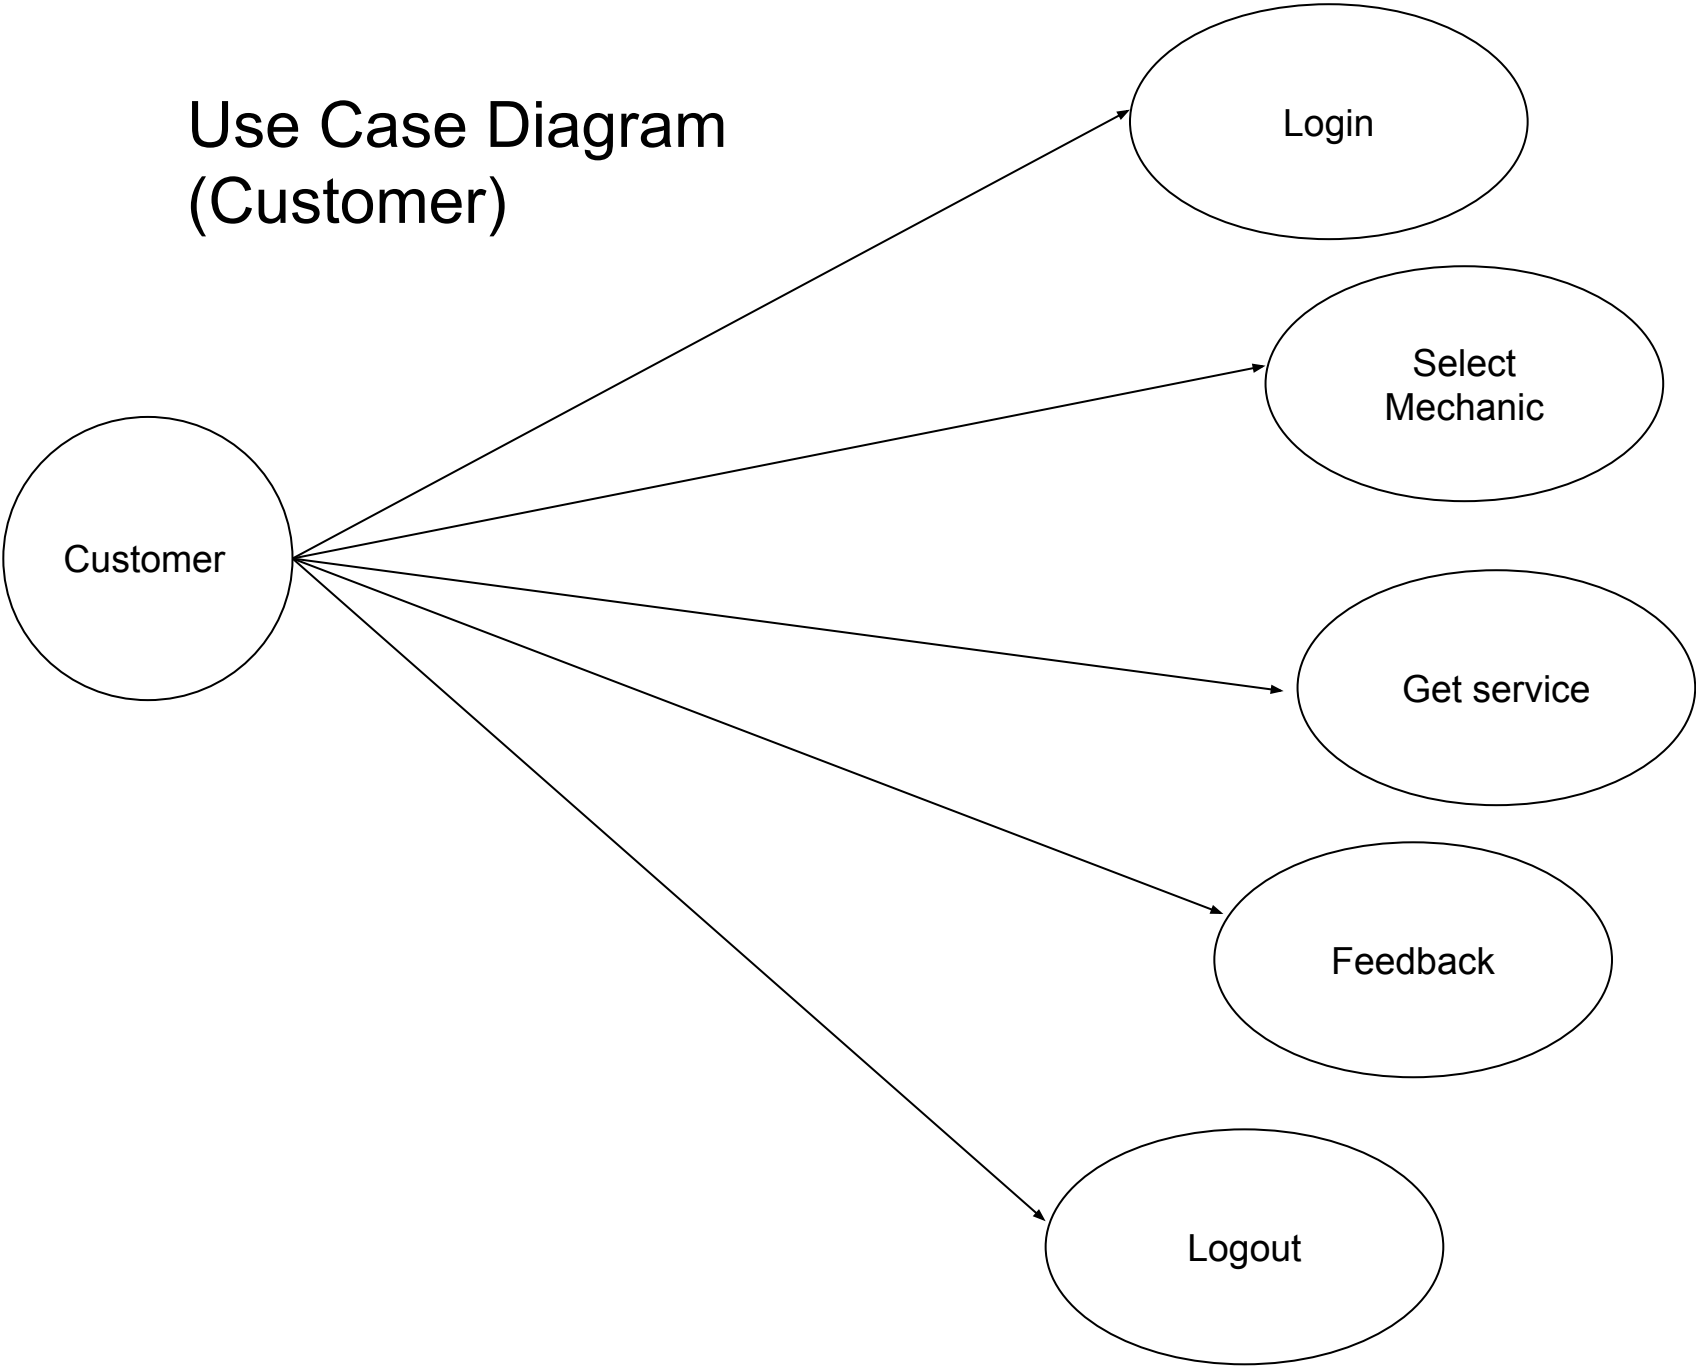 Use Case Diagram
(Customer)
Login
Select
Mechanic
Customer
Get service
Feedback
Logout